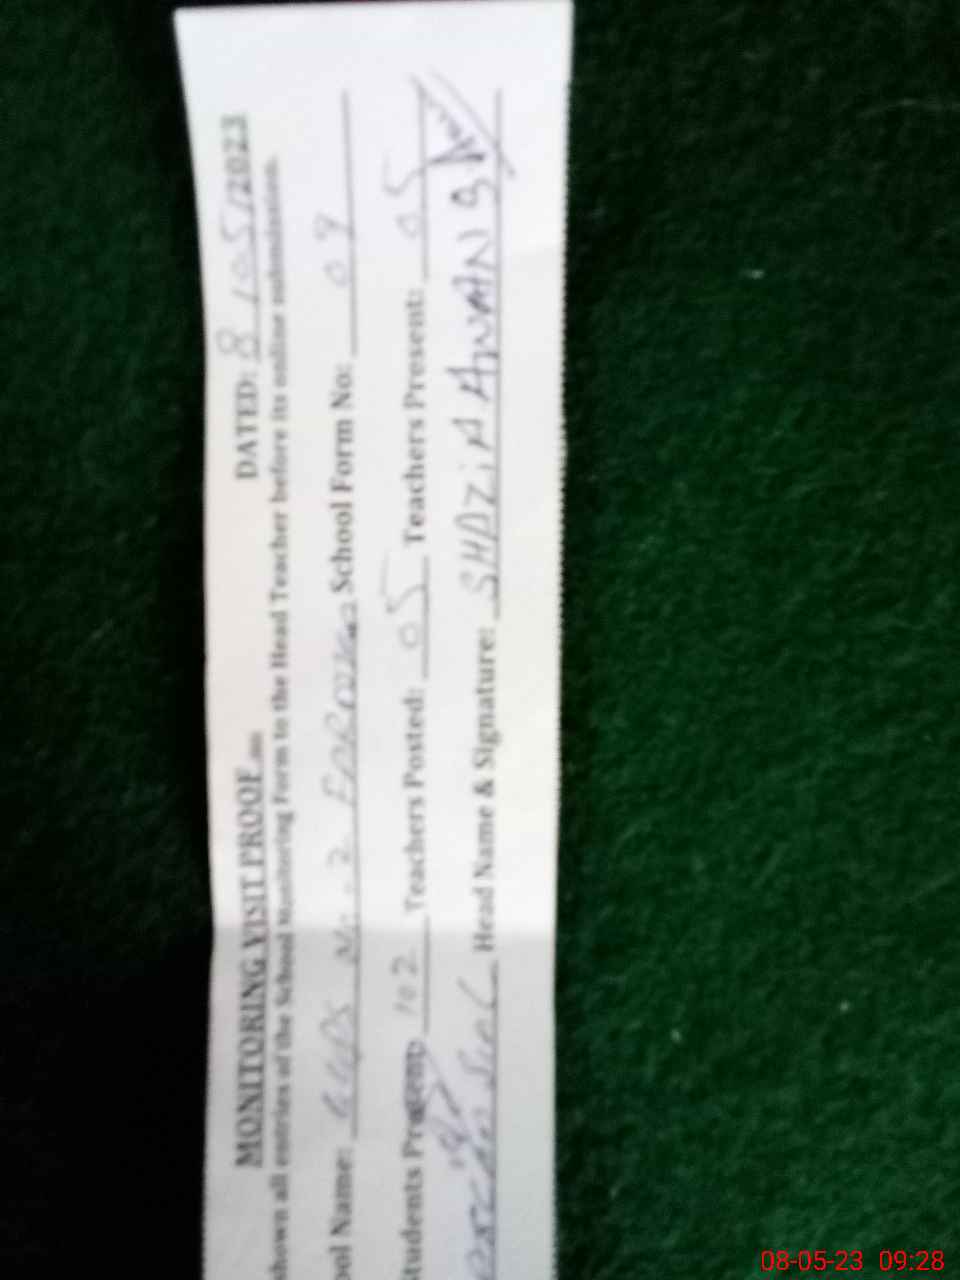 MONITORING VISIT PROOF DATED: 8/05/2023
shown all entries of the School Monitoring Form to the Head Teacher before its online submission.
ool Name: GGPS No. 2 School Form No: 09
Students Present: 102 Teachers Posted: 05 Teachers Present: 05
Head Name & Signature: SHAZiA AWAN
08-05-23 09:28